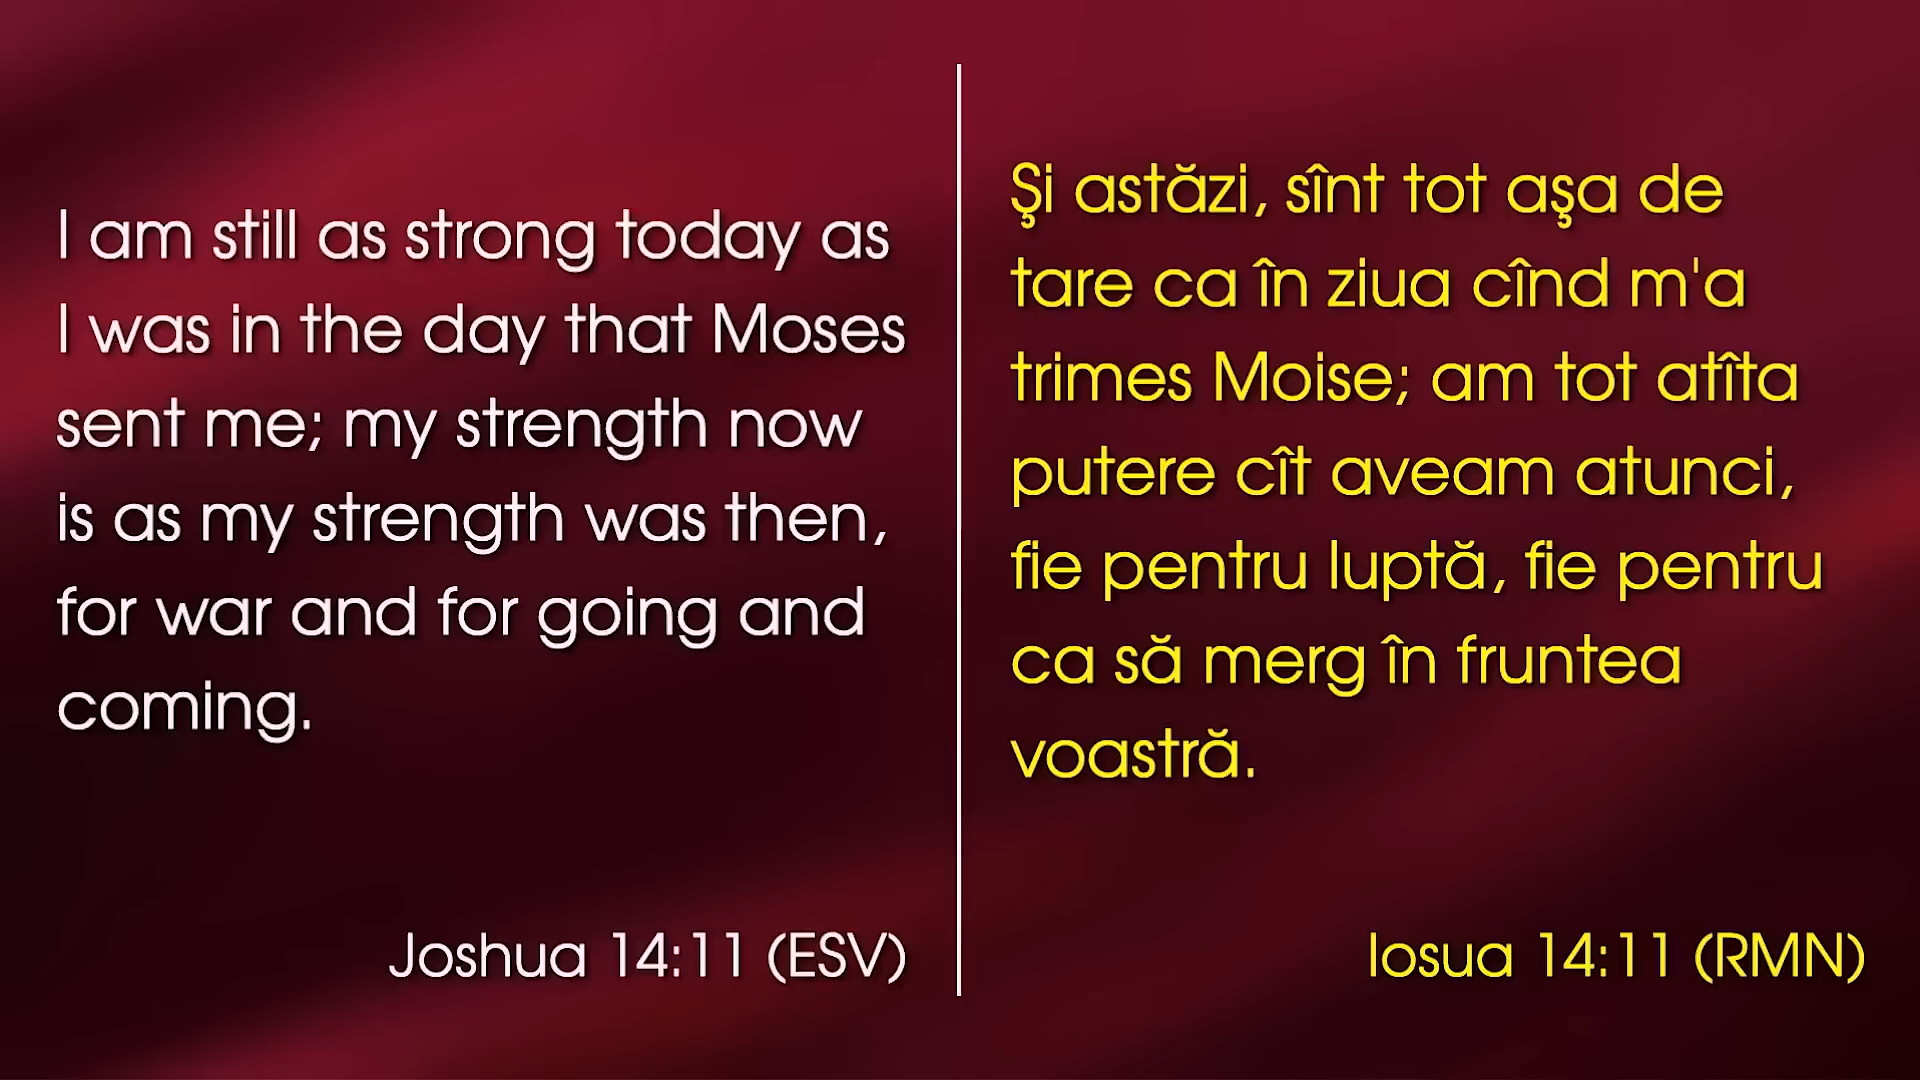 I am still as strong today as
I was in the day that Moses
sent me; my strength now
is as my strength was then,
for war and for going and
coming.
Joshua 14:11 (ESV)
Şi astăzi, sînt tot aşa de
tare ca în ziua cînd m'a
trimes Moise; am tot atîta
putere cît aveam atunci,
fie pentru luptă, fie pentru
ca să merg în fruntea
voastră.
Iosua 14:11 (RMN)